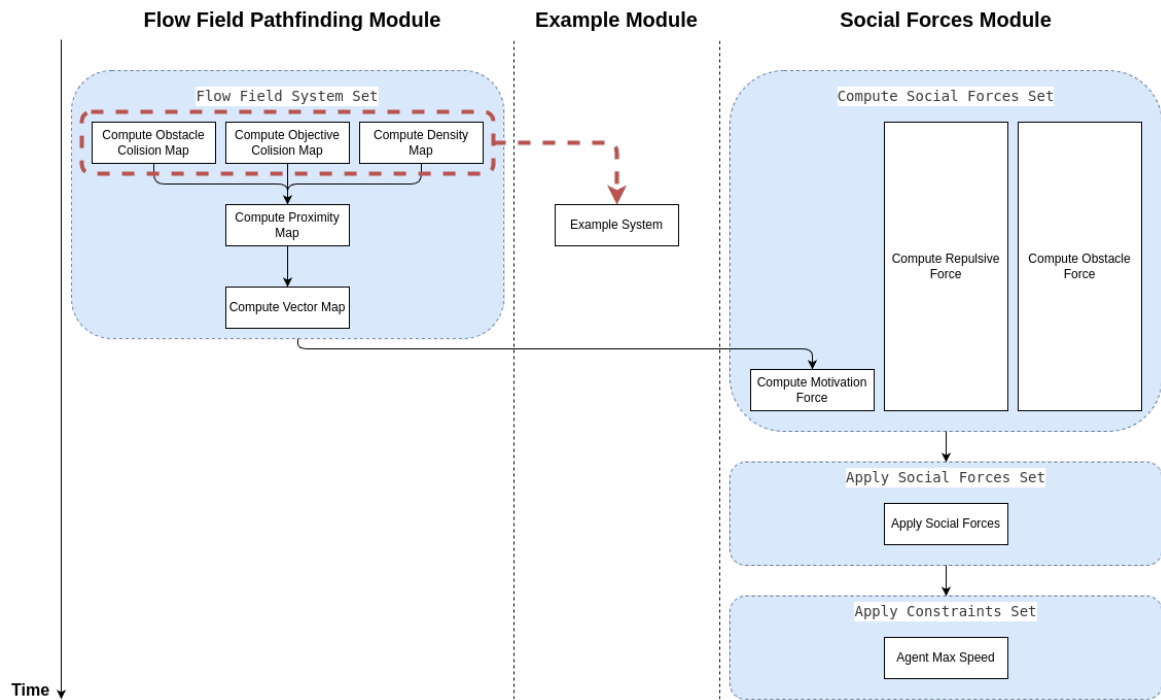 Flow Field Pathfinding Module
Example Module
Social Forces Module
Flow Field System Set
Compute Obstacle
Colision Map
Compute Objective
Colision Map
Compute Density
Map
Compute Proximity
Map
Compute Vector Map
Example System
Compute Social Forces Set
Compute Repulsive
Force
Compute Obstacle
Force
Compute Motivation
Force
Apply Social Forces Set
Apply Social Forces
Apply Constraints Set
Agent Max Speed
Time